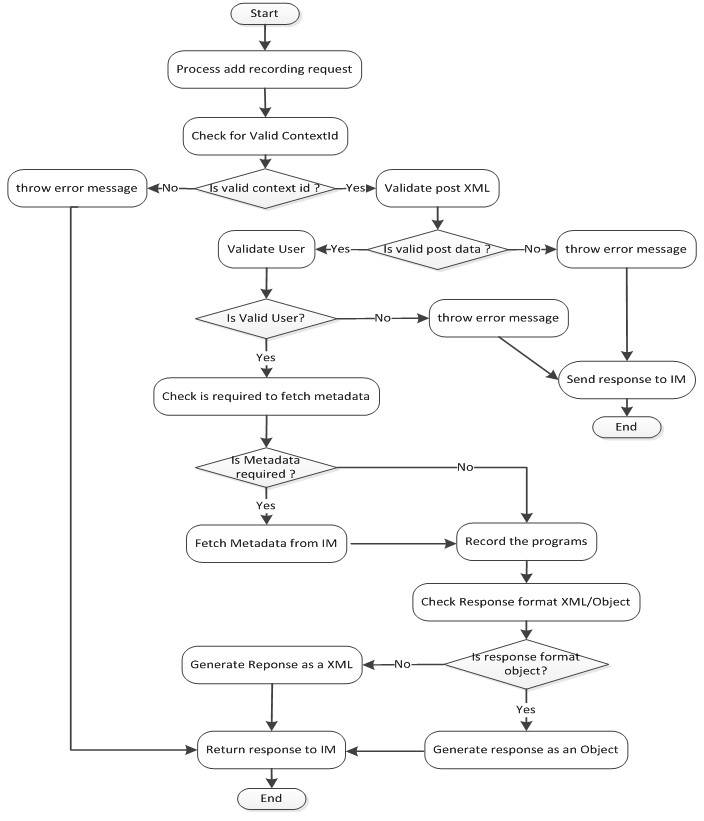 Start
Process add recording request
Check for Valid ContextId
throw error message
No
Is valid context id ?
Yes
Validate post XML
Validate User
Yes
Is valid post data ?
No
throw error message
Is Valid User?
No
throw error message
Yes
Send response to IM
Check is required to fetch metadata
End
Is Metadata
required ?
No
Yes
Fetch Metadata from IM
Record the programs
Check Response format XML/Object
Generate Reponse as a XML
No
Is response format
object?
Yes
Return response to IM
Generate response as an Object
End